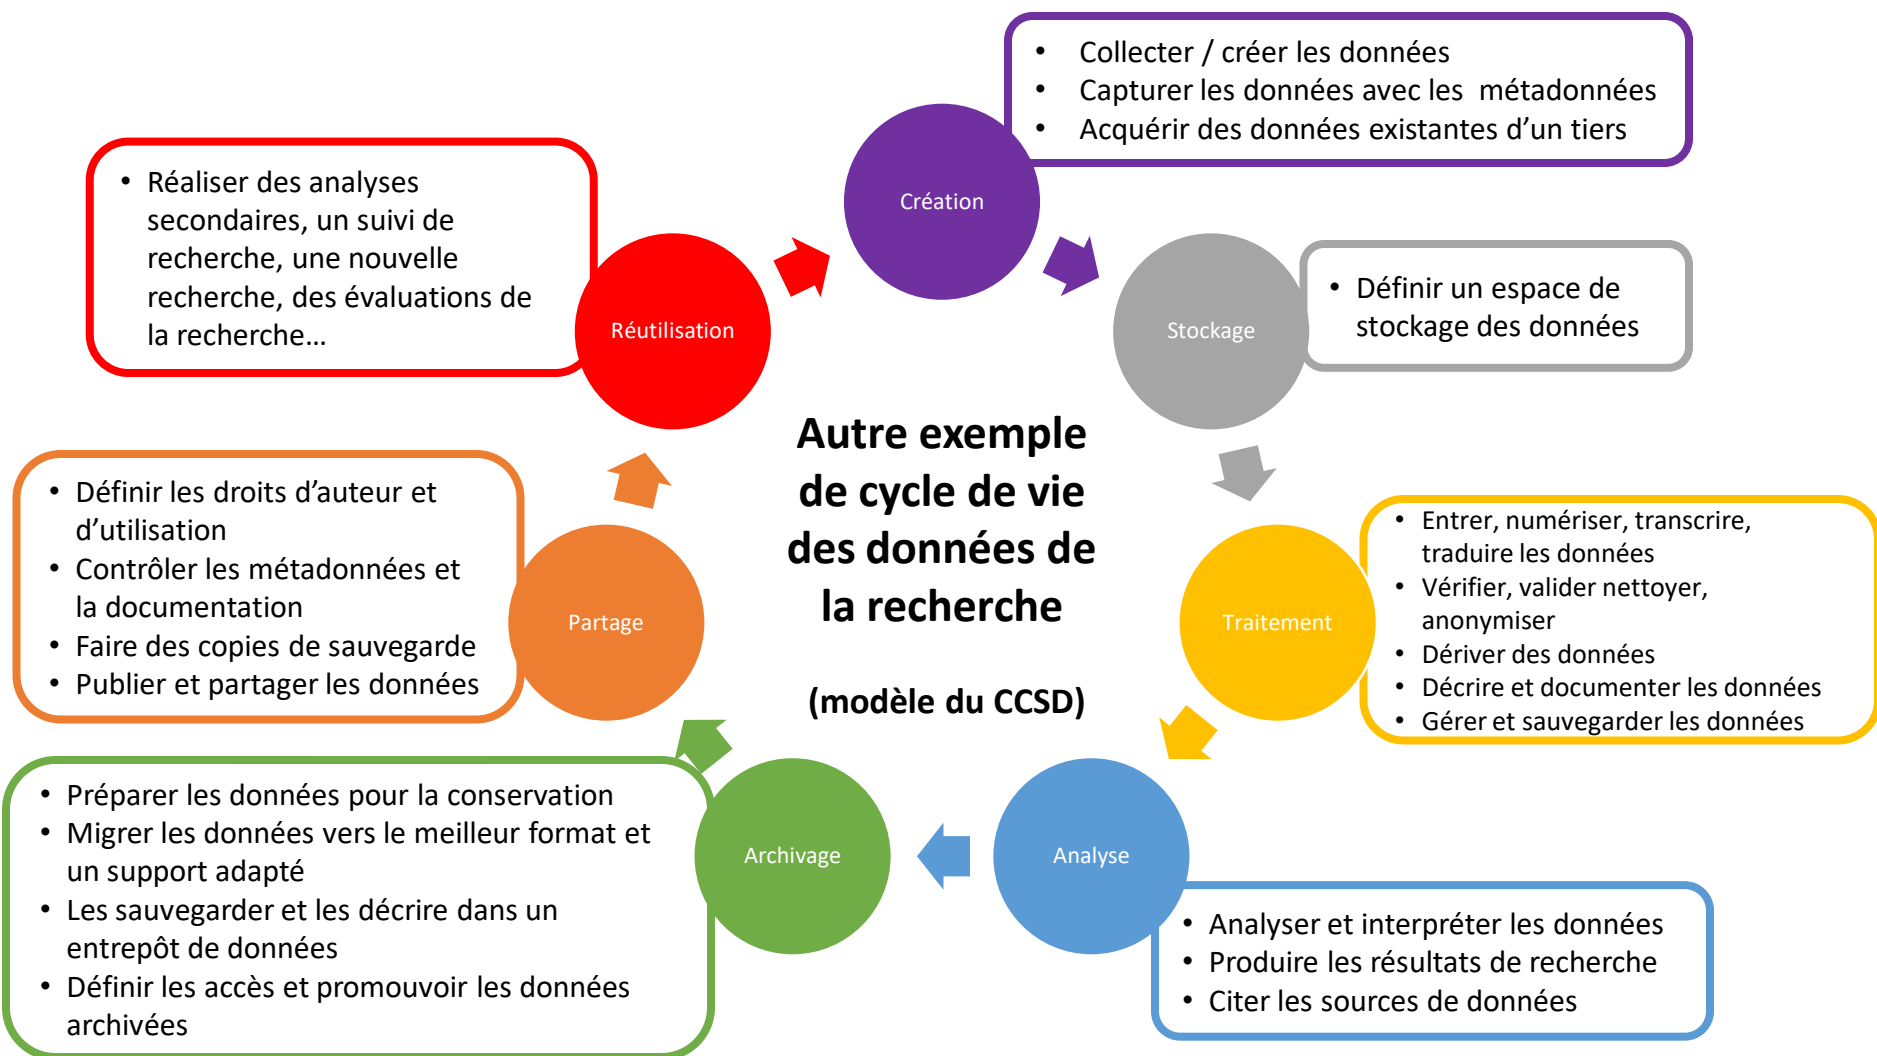 • Collecter / créer les données
• Capturer les données avec les métadonnées
• Acquérir des données existantes d’un tiers
Création
• Définir un espace de
stockage des données
Stockage
• Entrer, numériser, transcrire,
traduire les données
• Vérifier, valider nettoyer,
anonymiser
• Dériver des données
• Décrire et documenter les données
• Gérer et sauvegarder les données
Traitement
• Analyser et interpréter les données
• Produire les résultats de recherche
• Citer les sources de données
Analyse
• Préparer les données pour la conservation
• Migrer les données vers le meilleur format et
un support adapté
• Les sauvegarder et les décrire dans un
entrepôt de données
• Définir les accès et promouvoir les données
archivées
Archivage
• Définir les droits d’auteur et
d’utilisation
• Contrôler les métadonnées et
la documentation
• Faire des copies de sauvegarde
• Publier et partager les données
Partage
• Réaliser des analyses
secondaires, un suivi de
recherche, une nouvelle
recherche, des évaluations de
la recherche…
Réutilisation
Autre exemple
de cycle de vie
des données de
la recherche
(modèle du CCSD)